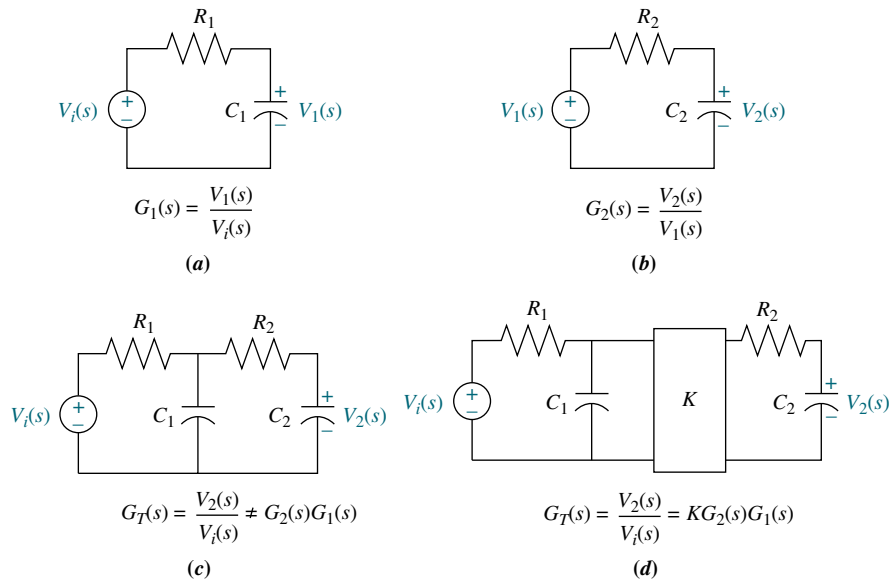 R1
+
−
Vi(s)
C1
+
−
V1(s)
G1(s) = V1(s) / Vi(s)
(a)
R2
+
−
V1(s)
C2
+
−
V2(s)
G2(s) = V2(s) / V1(s)
(b)
R1
R2
+
−
Vi(s)
C1
C2
+
−
V2(s)
GT(s) = V2(s) / Vi(s) ≠ G2(s)G1(s)
(c)
R1
R2
+
−
Vi(s)
C1
K
C2
+
−
V2(s)
GT(s) = V2(s) / Vi(s) = KG2(s)G1(s)
(d)